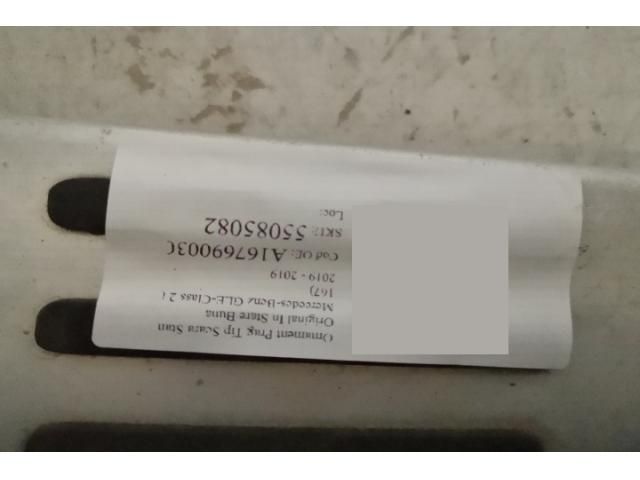 Ornament Prag Tip Scara Stan
Original In Stare Buna
Mercedes-Benz GLE-Class 2 (
167)
2019 - 2019
Cod OE: A167690030
SKU: 55085082
Loc: